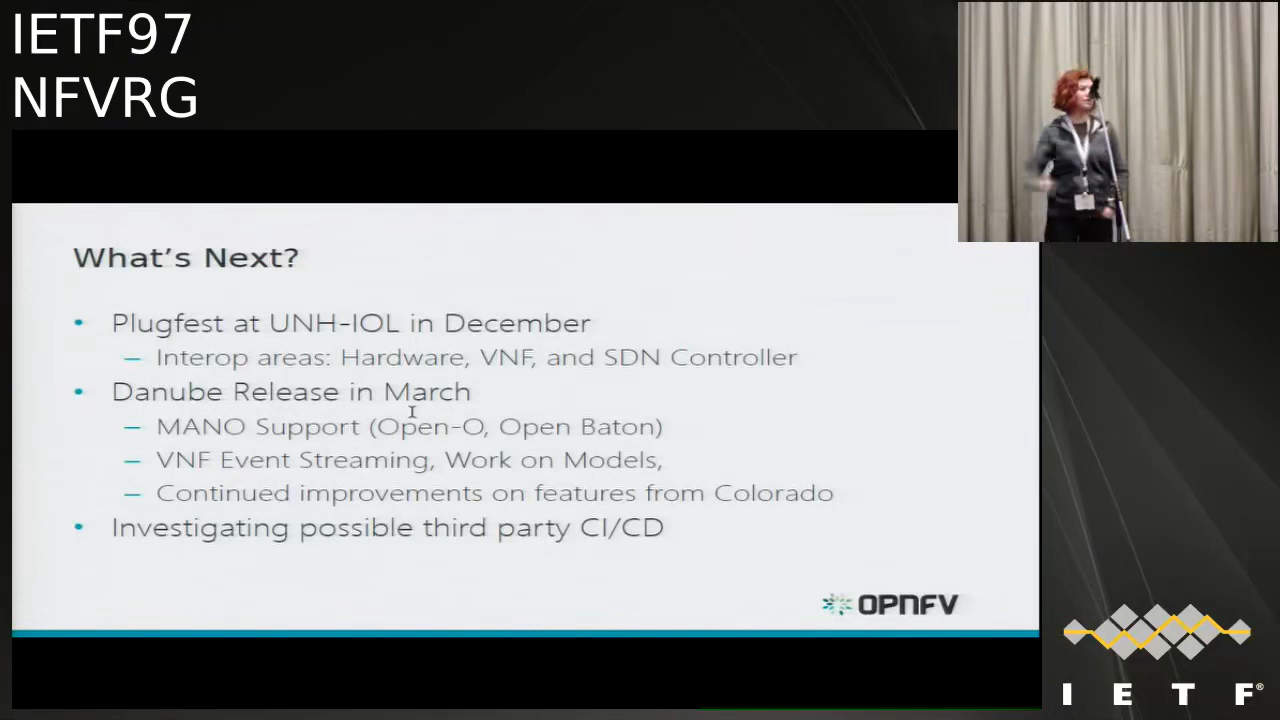 IETF97
NFVRG
What's Next?
• Plugfest at UNH-IOL in December
– Interop areas: Hardware, VNF, and SDN Controller
• Danube Release in March
– MANO Support (Open-O, Open Baton)
– VNF Event Streaming, Work on Models,
– Continued improvements on features from Colorado
• Investigating possible third party CI/CD
OPNFV
I E T F®